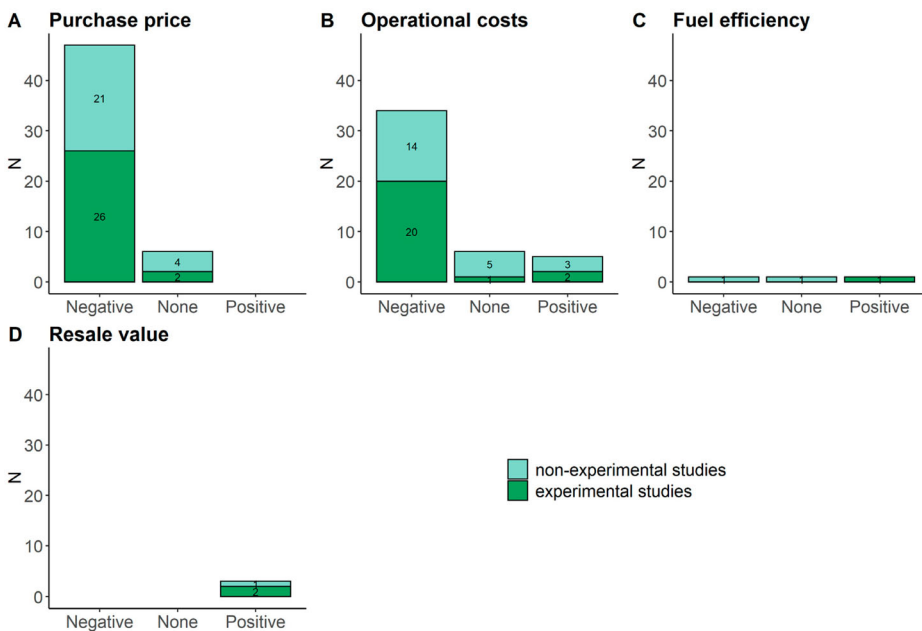 A Purchase price
N
40
30
20
10
0
21
26
4
2
Negative None Positive
B Operational costs
N
40
30
20
10
0
14
20
5
1
3
2
Negative None Positive
C Fuel efficiency
N
40
30
20
10
0
1
1
1
Negative None Positive
D Resale value
N
40
30
20
10
0
1
2
Negative None Positive
non-experimental studies
experimental studies